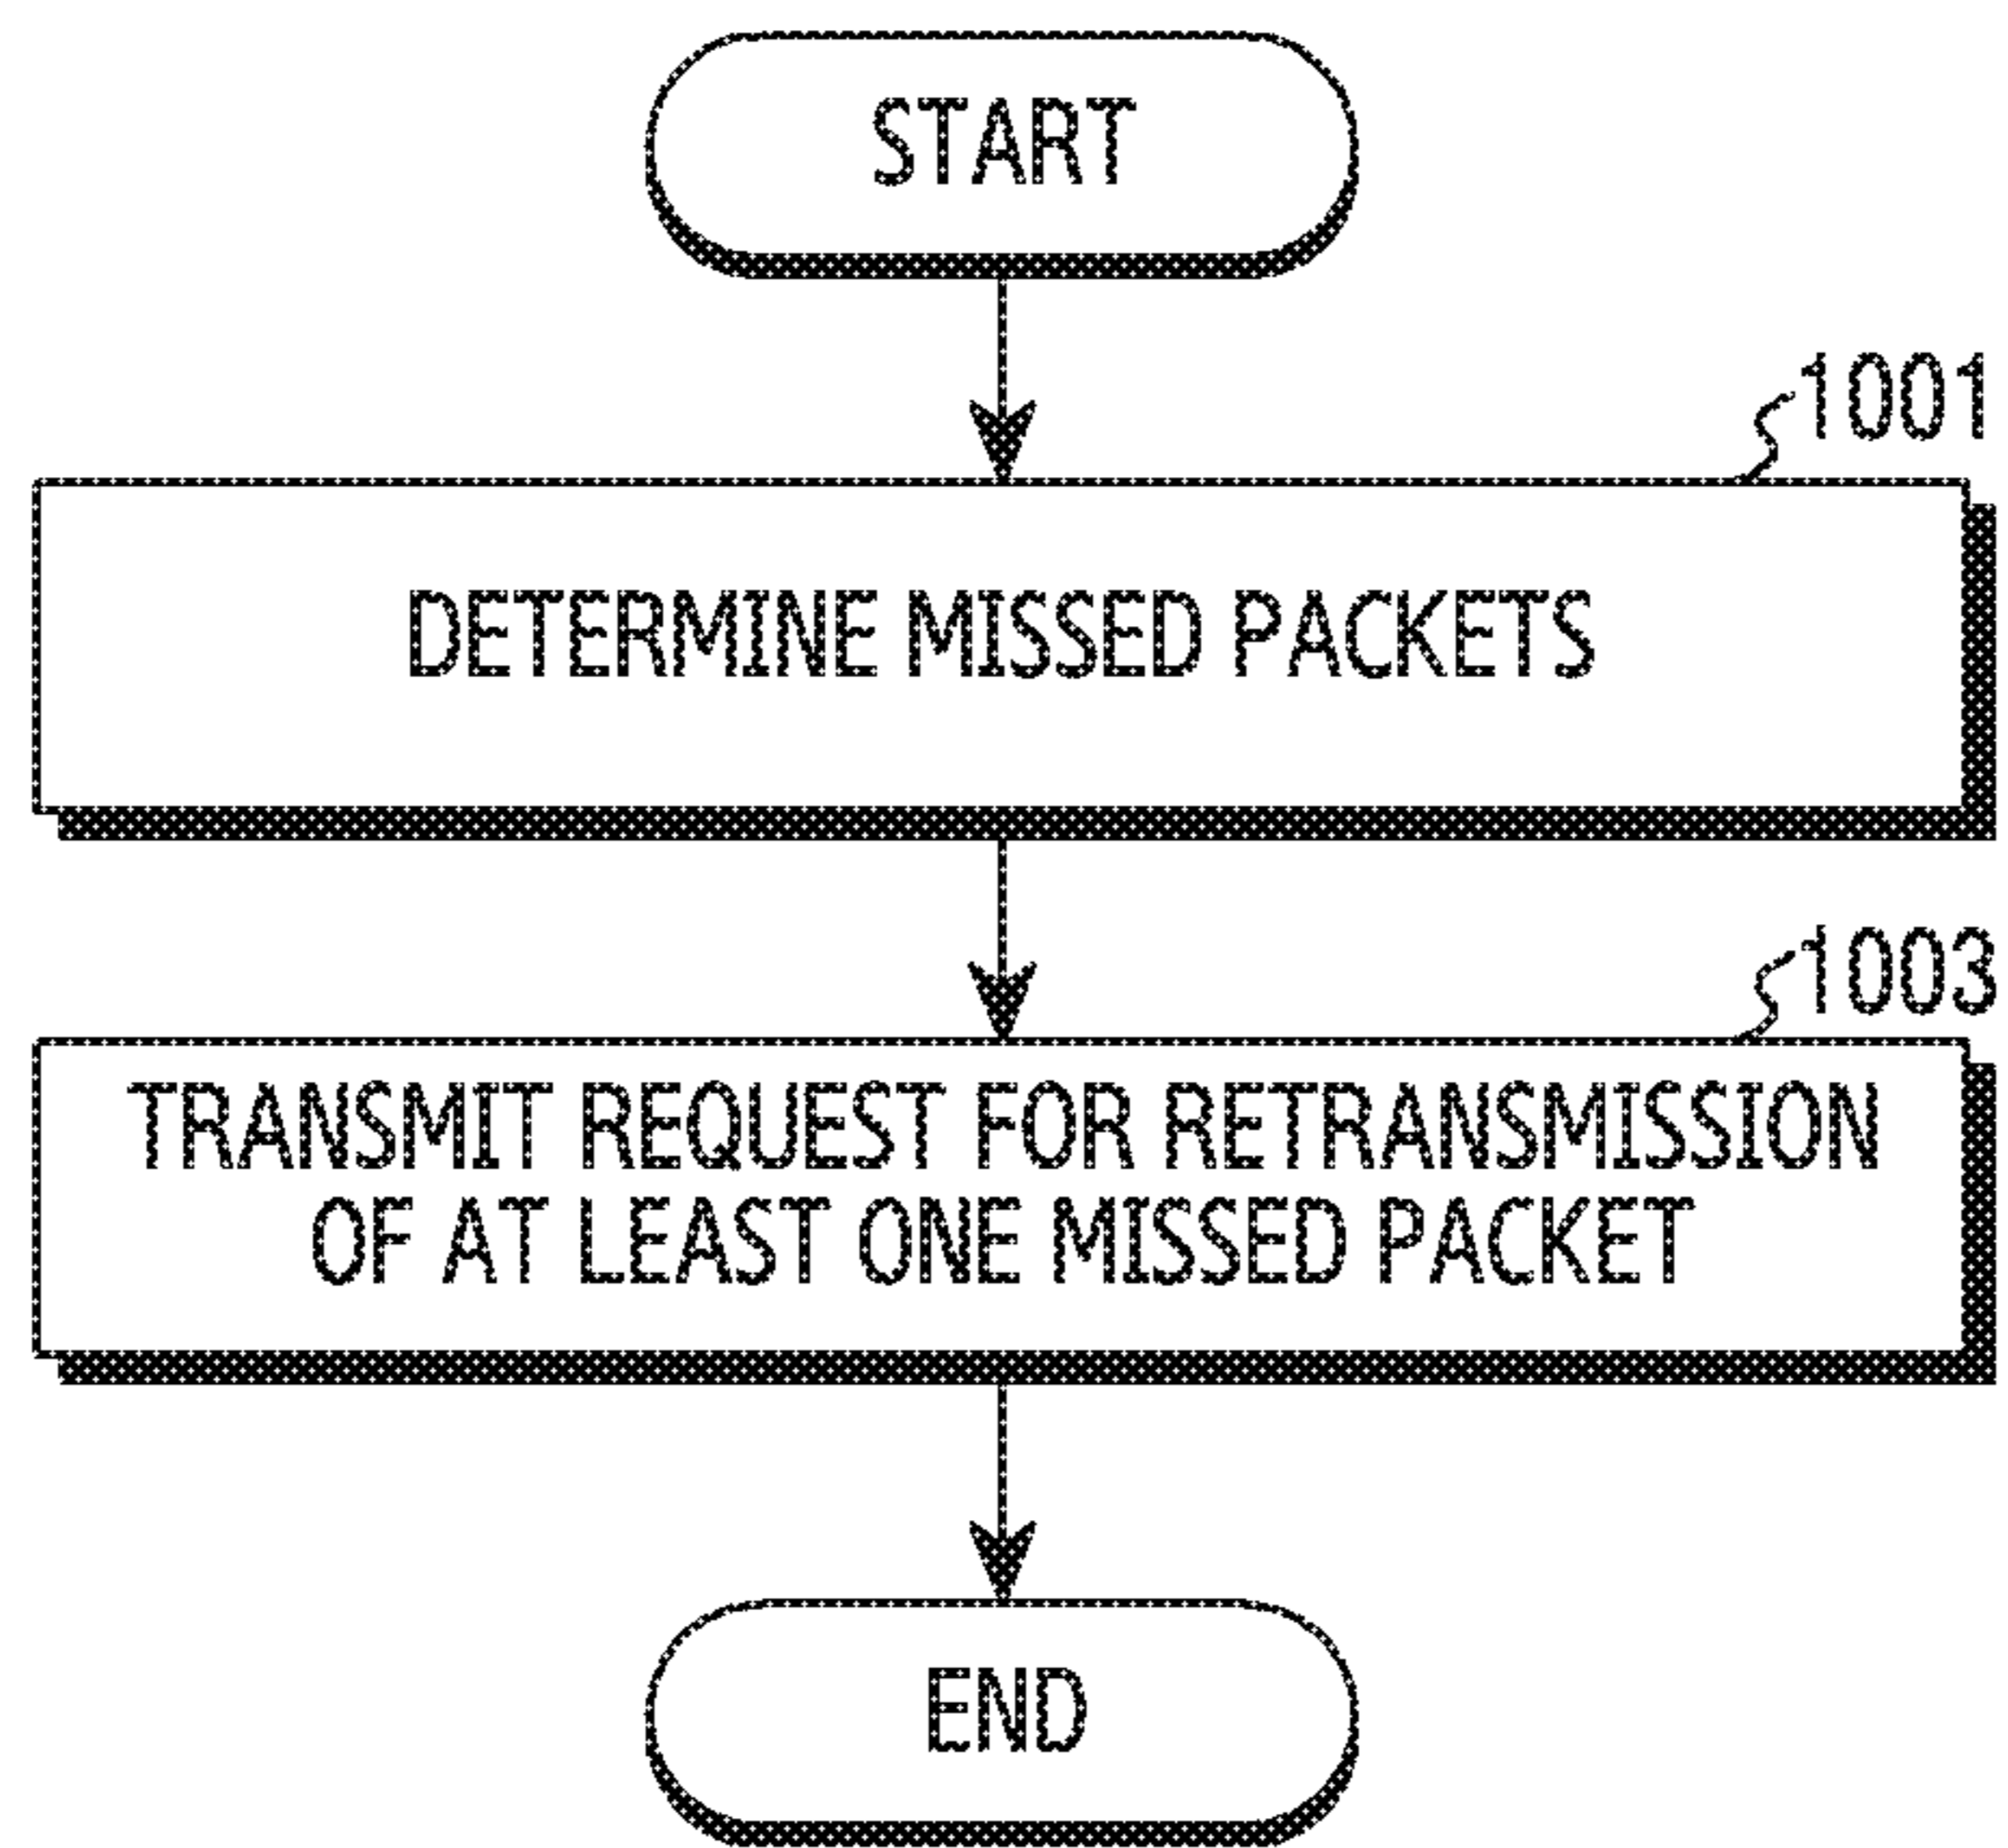 START
1001
DETERMINE MISSED PACKETS
1003
TRANSMIT REQUEST FOR RETRANSMISSION
OF AT LEAST ONE MISSED PACKET
END